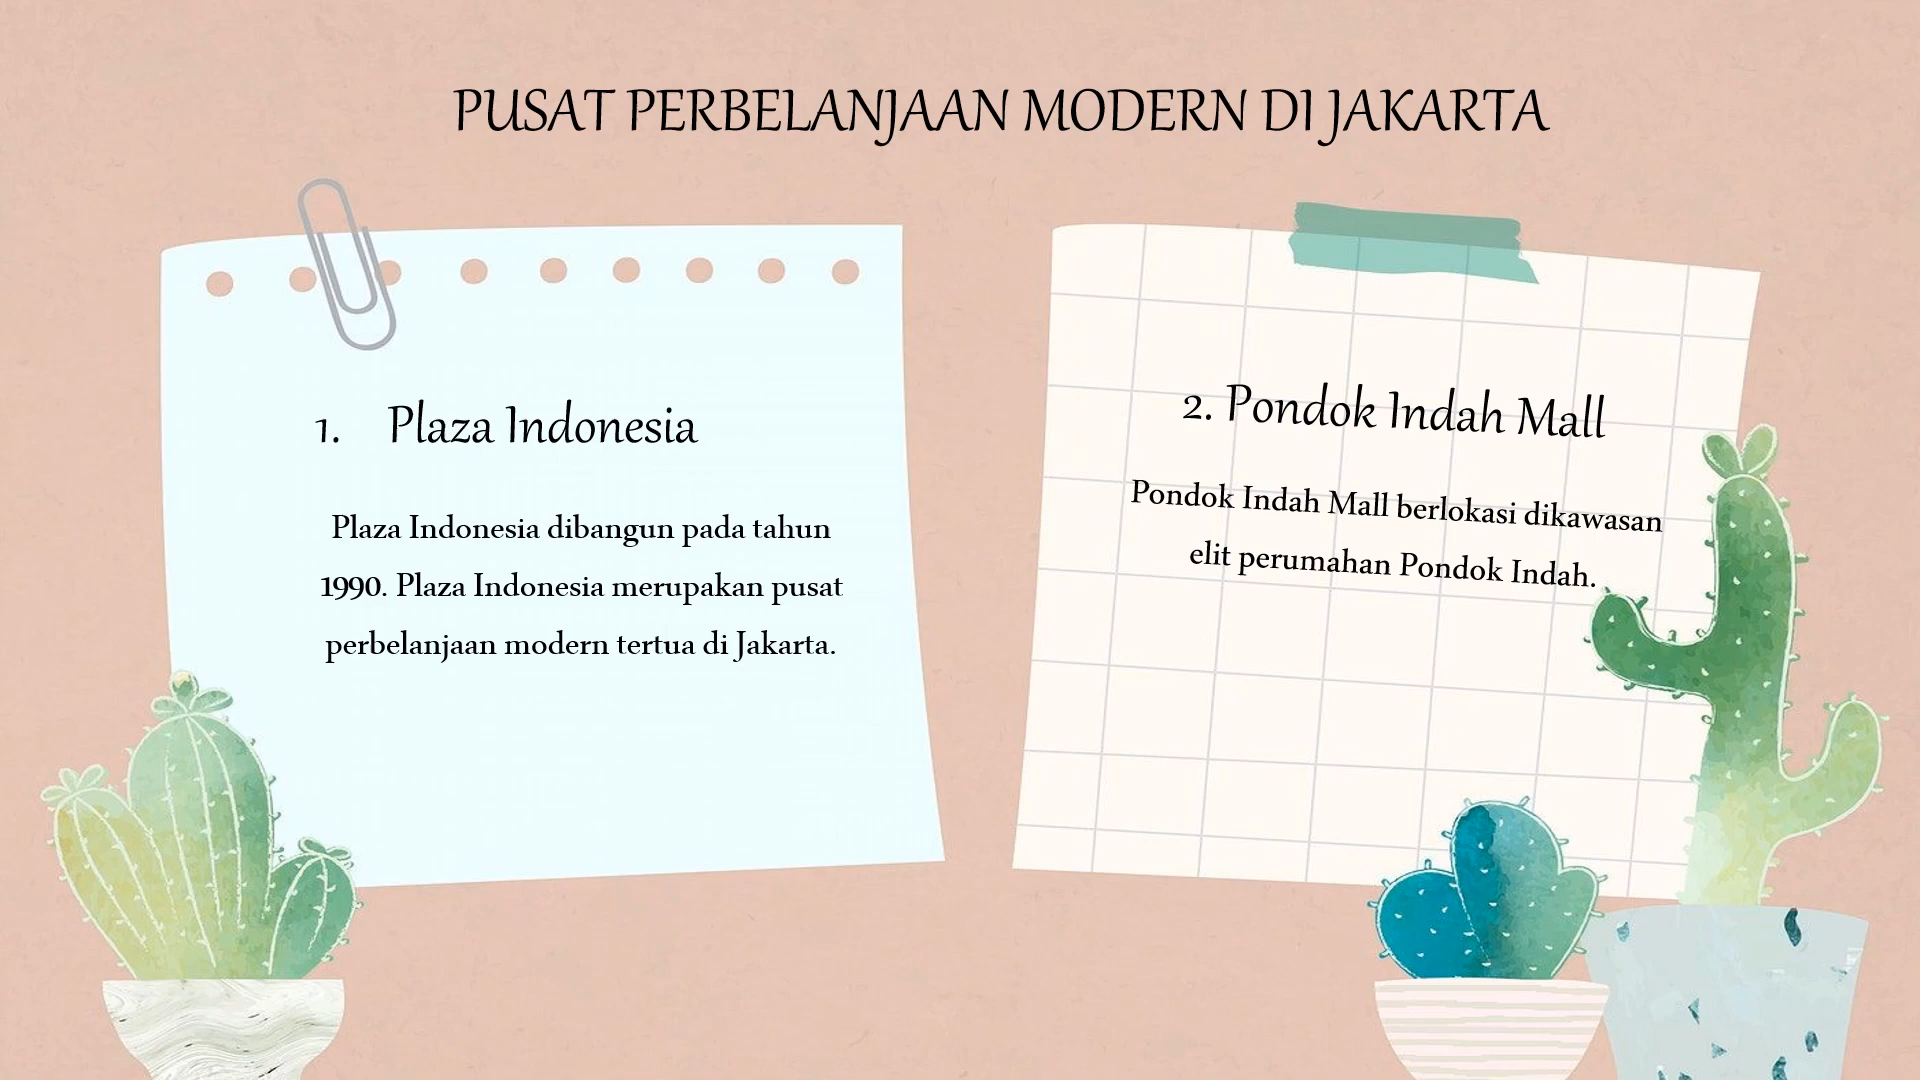 PUSAT PERBELANJAAN MODERN DI JAKARTA
1. Plaza Indonesia
Plaza Indonesia dibangun pada tahun
1990. Plaza Indonesia merupakan pusat
perbelanjaan modern tertua di Jakarta.
2. Pondok Indah Mall
Pondok Indah Mall berlokasi dikawasan
elit perumahan Pondok Indah.